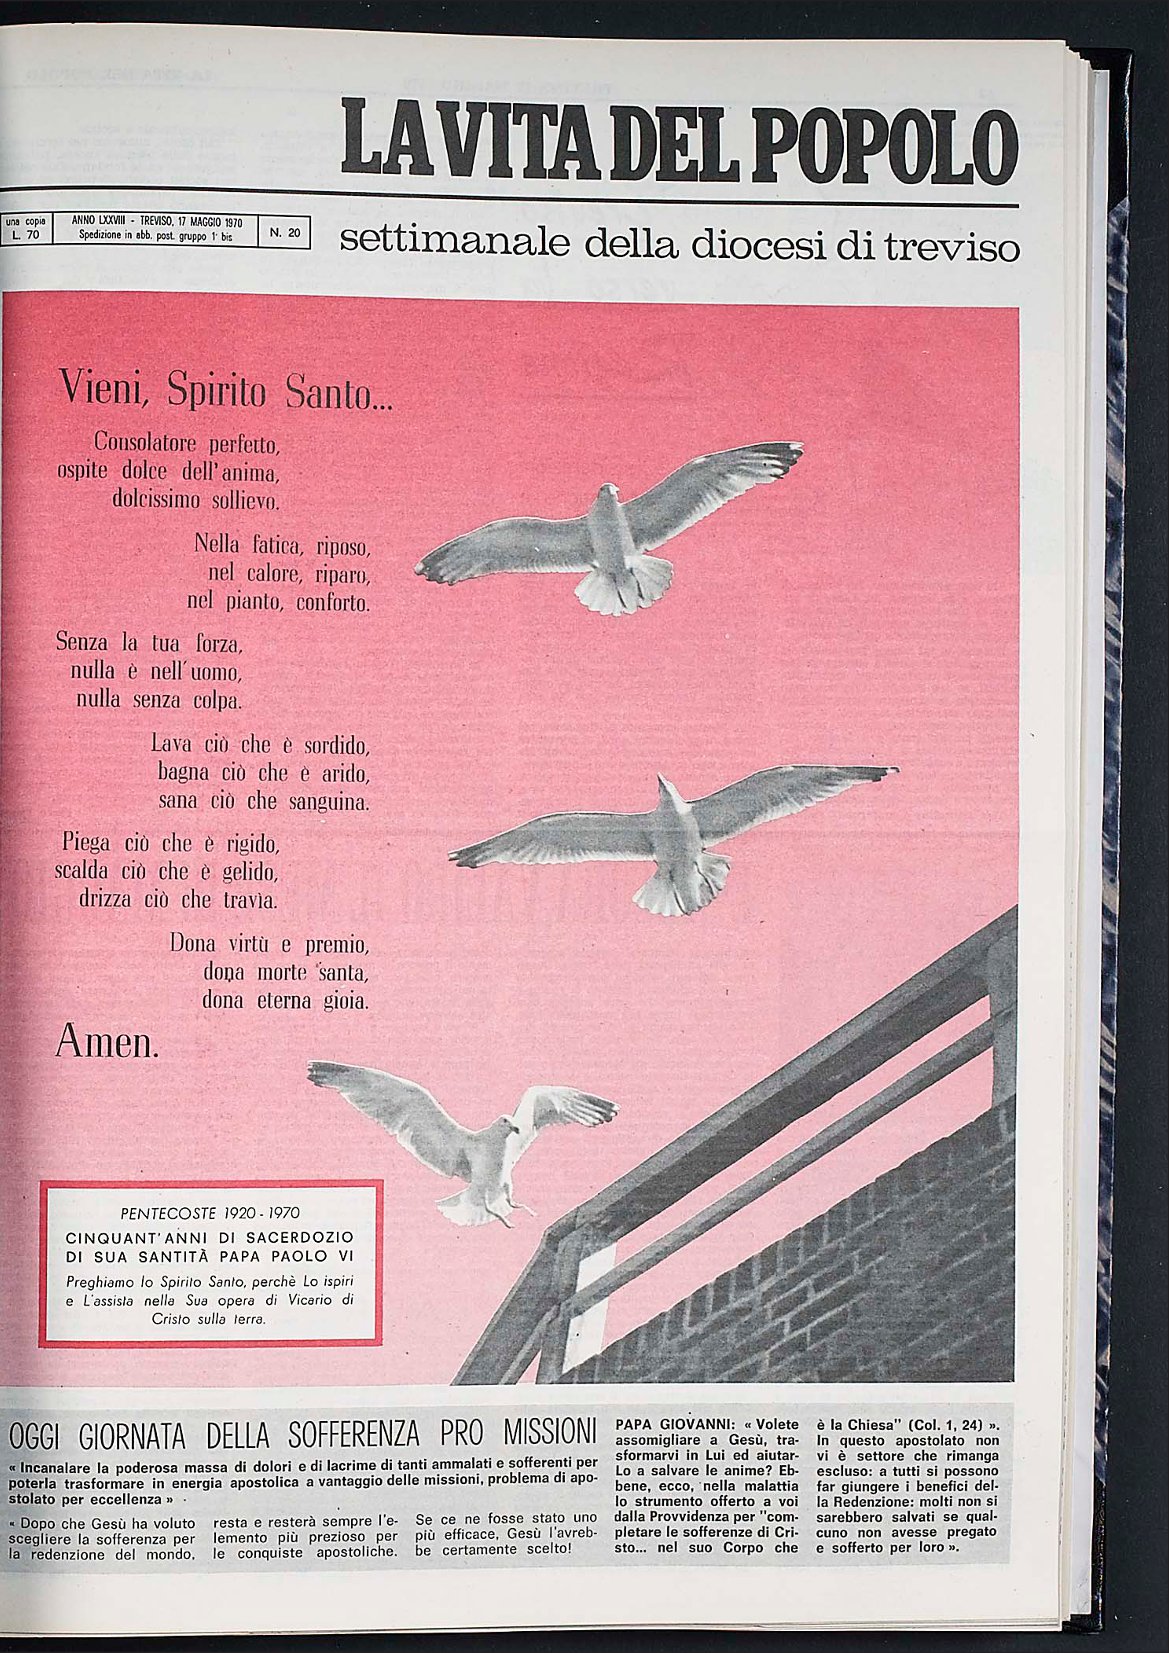 LA VITA DEL POPOLO
una copia
L. 70
ANNO LXXVIII - TREVISO, 17 MAGGIO 1970
Spedizione in abb. post. gruppo 1° bis
N. 20
settimanale della diocesi di treviso
Vieni, Spirito Santo...
Consolatore perfetto,
ospite dolce dell'anima,
dolcissimo sollievo.
Nella fatica, riposo,
nel calore, riparo,
nel pianto, conforto.
Senza la tua forza,
nulla è nell'uomo,
nulla senza colpa.
Lava ciò che è sordido,
bagna ciò che è arido,
sana ciò che sanguina.
Piega ciò che è rigido,
scalda ciò che è gelido,
drizza ciò che travìa.
Dona virtù e premio,
dona morte santa,
dona eterna gioia.
Amen.
PENTECOSTE 1920 - 1970
CINQUANT'ANNI DI SACERDOZIO
DI SUA SANTITÀ PAPA PAOLO VI
Preghiamo lo Spirito Santo, perchè Lo ispiri
e L'assista nella Sua opera di Vicario di
Cristo sulla terra.
OGGI GIORNATA DELLA SOFFERENZA PRO MISSIONI
« Incanalare la poderosa massa di dolori e di lacrime di tanti ammalati e sofferenti per
poterla trasformare in energia apostolica a vantaggio delle missioni, problema di apo-
stolato per eccellenza »
« Dopo che Gesù ha voluto
scegliere la sofferenza per
la redenzione del mondo,
resta e resterà sempre l'e-
lemento più prezioso per
le conquiste apostoliche.
Se ce ne fosse stato uno
più efficace, Gesù l'avreb-
be certamente scelto!
PAPA GIOVANNI: « Volete
assomigliare a Gesù, tra-
sformarvi in Lui ed aiutar-
Lo a salvare le anime? Eb-
bene, ecco, nella malattia
lo strumento offerto a voi
dalla Provvidenza per "com-
pletare le sofferenze di Cri-
sto... nel suo Corpo che
è la Chiesa" (Col. 1, 24) ».
In questo apostolato non
vi è settore che rimanga
escluso: a tutti si possono
far giungere i benefici del-
la Redenzione: molti non si
sarebbero salvati se qual-
cuno non avesse pregato
e sofferto per loro ».